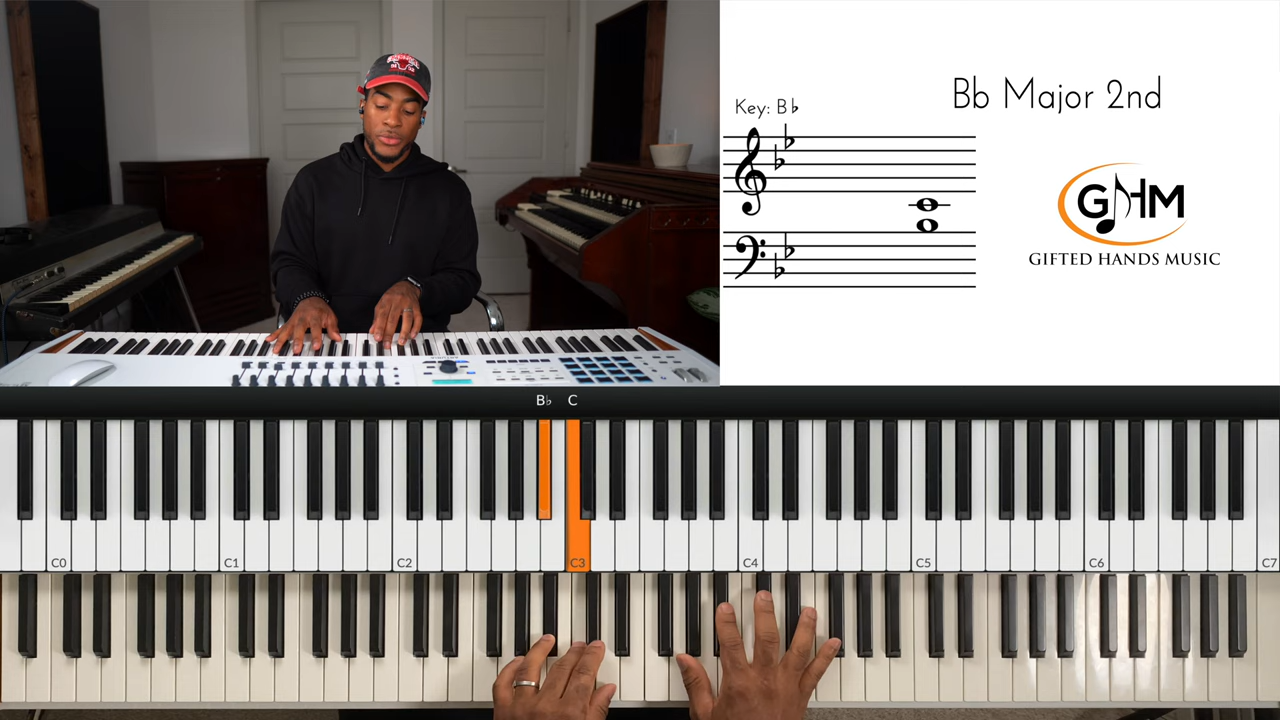 Bb Major 2nd
Key: B♭
GHM
GIFTED HANDS MUSIC
B♭ C
C0 C1 C2 C3 C4 C5 C6 C7